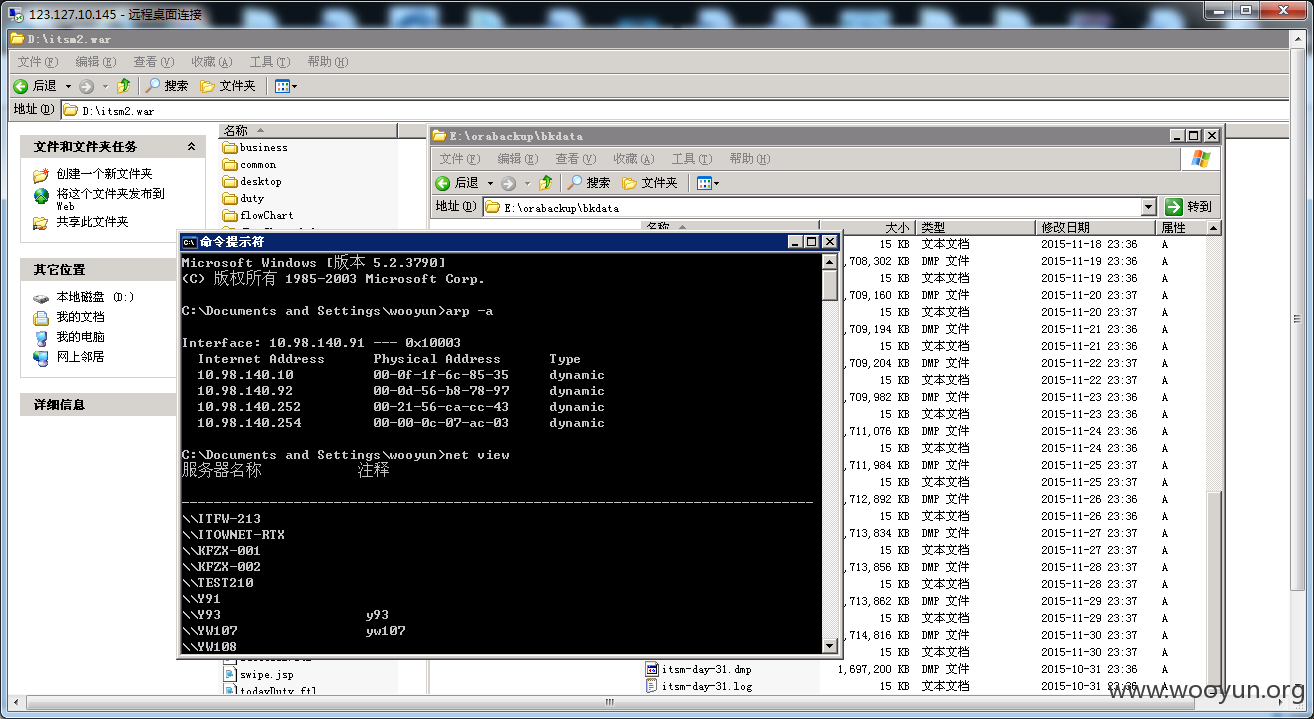 123.127.10.145 - 远程桌面连接
D:\itsm2.war
文件(F) 编辑(E) 查看(V) 收藏(A) 工具(T) 帮助(H)
后退 搜索 文件夹
地址(D) D:\itsm2.war
文件和文件夹任务
创建一个新文件夹
将这个文件夹发布到
Web
共享此文件夹
其它位置
本地磁盘 (D:)
我的文档
我的电脑
网上邻居
详细信息
名称
business
common
desktop
duty
flowChart
swipe.jsp
todayDuty.ftl
E:\orabackup\bkdata
文件(F) 编辑(E) 查看(V) 收藏(A) 工具(T) 帮助(H)
后退 搜索 文件夹
地址(D) E:\orabackup\bkdata 转到
名称 大小 类型 修改日期 属性
15 KB 文本文档 2015-11-18 23:36 A
,708,302 KB DMP 文件 2015-11-19 23:36 A
15 KB 文本文档 2015-11-19 23:36 A
,709,160 KB DMP 文件 2015-11-20 23:37 A
15 KB 文本文档 2015-11-20 23:37 A
,709,194 KB DMP 文件 2015-11-21 23:36 A
15 KB 文本文档 2015-11-21 23:36 A
,709,204 KB DMP 文件 2015-11-22 23:37 A
15 KB 文本文档 2015-11-22 23:37 A
,709,982 KB DMP 文件 2015-11-23 23:36 A
15 KB 文本文档 2015-11-23 23:36 A
,711,076 KB DMP 文件 2015-11-24 23:36 A
15 KB 文本文档 2015-11-24 23:36 A
,711,984 KB DMP 文件 2015-11-25 23:37 A
15 KB 文本文档 2015-11-25 23:37 A
,712,892 KB DMP 文件 2015-11-26 23:36 A
15 KB 文本文档 2015-11-26 23:36 A
,713,834 KB DMP 文件 2015-11-27 23:37 A
15 KB 文本文档 2015-11-27 23:37 A
,713,856 KB DMP 文件 2015-11-28 23:37 A
15 KB 文本文档 2015-11-28 23:37 A
,713,862 KB DMP 文件 2015-11-29 23:37 A
15 KB 文本文档 2015-11-29 23:37 A
,714,816 KB DMP 文件 2015-11-30 23:37 A
15 KB 文本文档 2015-11-30 23:37 A
itsm-day-31.dmp 1,697,200 KB DMP 文件 2015-10-31 23:36 A
itsm-day-31.log 15 KB 文本文档 2015-10-31 23:36 A
命令提示符
Microsoft Windows [版本 5.2.3790]
(C) 版权所有 1985-2003 Microsoft Corp.
C:\Documents and Settings\wooyun>arp -a
Interface: 10.98.140.91 --- 0x10003
Internet Address Physical Address Type
10.98.140.10 00-0f-1f-6c-85-35 dynamic
10.98.140.92 00-0d-56-b8-78-97 dynamic
10.98.140.252 00-21-56-ca-cc-43 dynamic
10.98.140.254 00-00-0c-07-ac-03 dynamic
C:\Documents and Settings\wooyun>net view
服务器名称 注释
\\ITFW-213
\\ITOWNET-RTX
\\KFZX-001
\\KFZX-002
\\TEST210
\\Y91
\\Y93 y93
\\YW107 yw107
\\YW108
www.wooyun.org